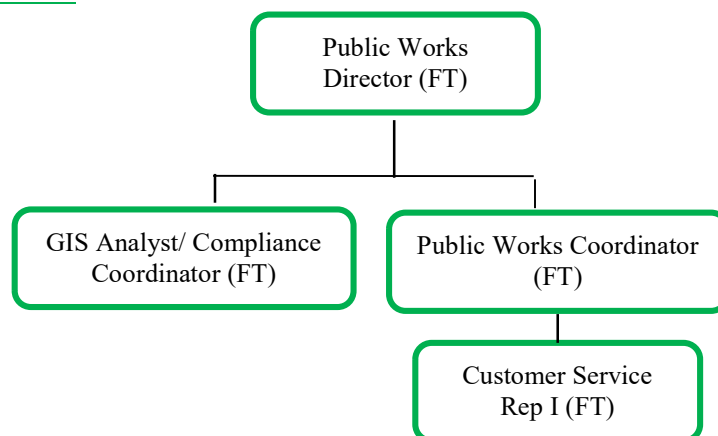 Public Works
Director (FT)
GIS Analyst/ Compliance
Coordinator (FT)
Public Works Coordinator
(FT)
Customer Service
Rep I (FT)